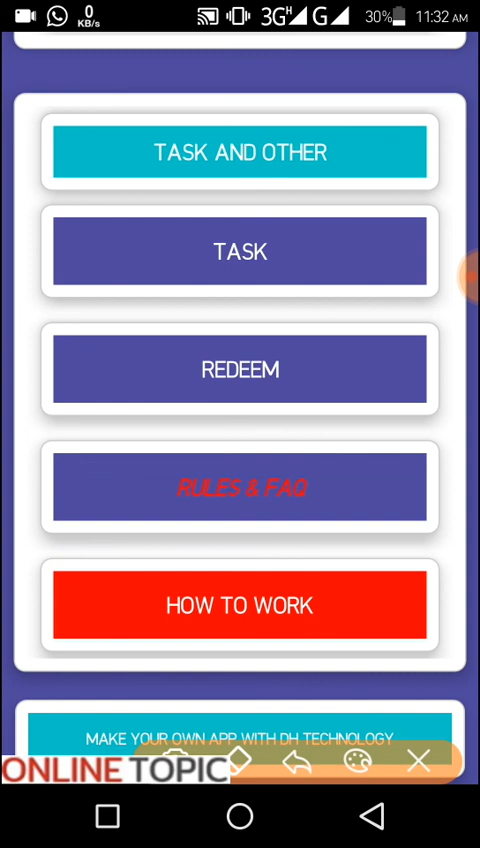 0
KB/s
3G H G 30% 11:32 AM
TASK AND OTHER
TASK
REDEEM
RULES & FAQ
HOW TO WORK
MAKE YOUR OWN APP WITH DH TECHNOLOGY
ONLINE TOPIC